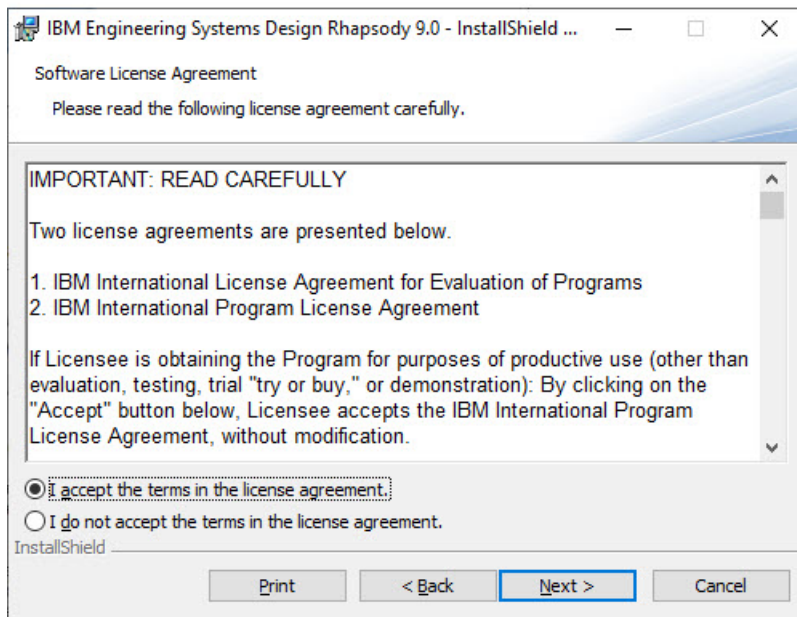 IBM Engineering Systems Design Rhapsody 9.0 - InstallShield ...
Software License Agreement
Please read the following license agreement carefully.
IMPORTANT: READ CAREFULLY
Two license agreements are presented below.
1. IBM International License Agreement for Evaluation of Programs
2. IBM International Program License Agreement
If Licensee is obtaining the Program for purposes of productive use (other than
evaluation, testing, trial "try or buy," or demonstration): By clicking on the
"Accept" button below, Licensee accepts the IBM International Program
License Agreement, without modification.
I accept the terms in the license agreement.
I do not accept the terms in the license agreement.
InstallShield
Print
< Back
Next >
Cancel